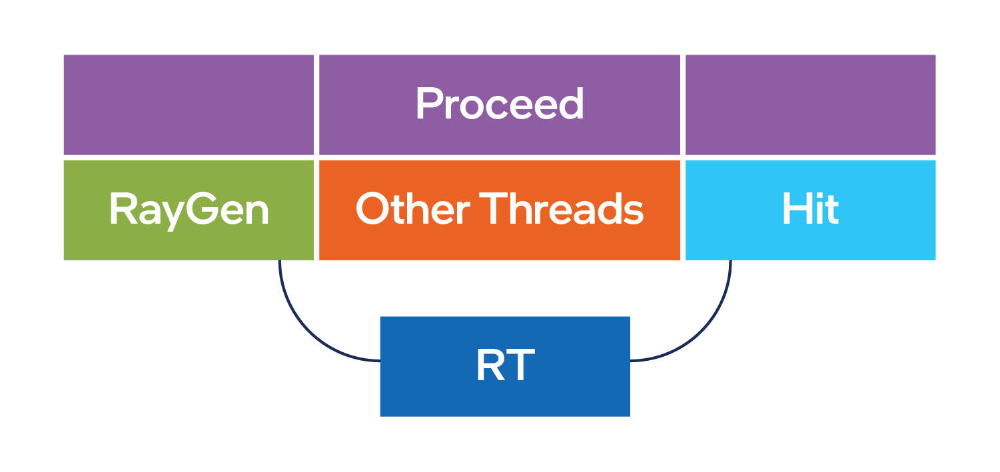 Proceed
RayGen
Other Threads
Hit
RT